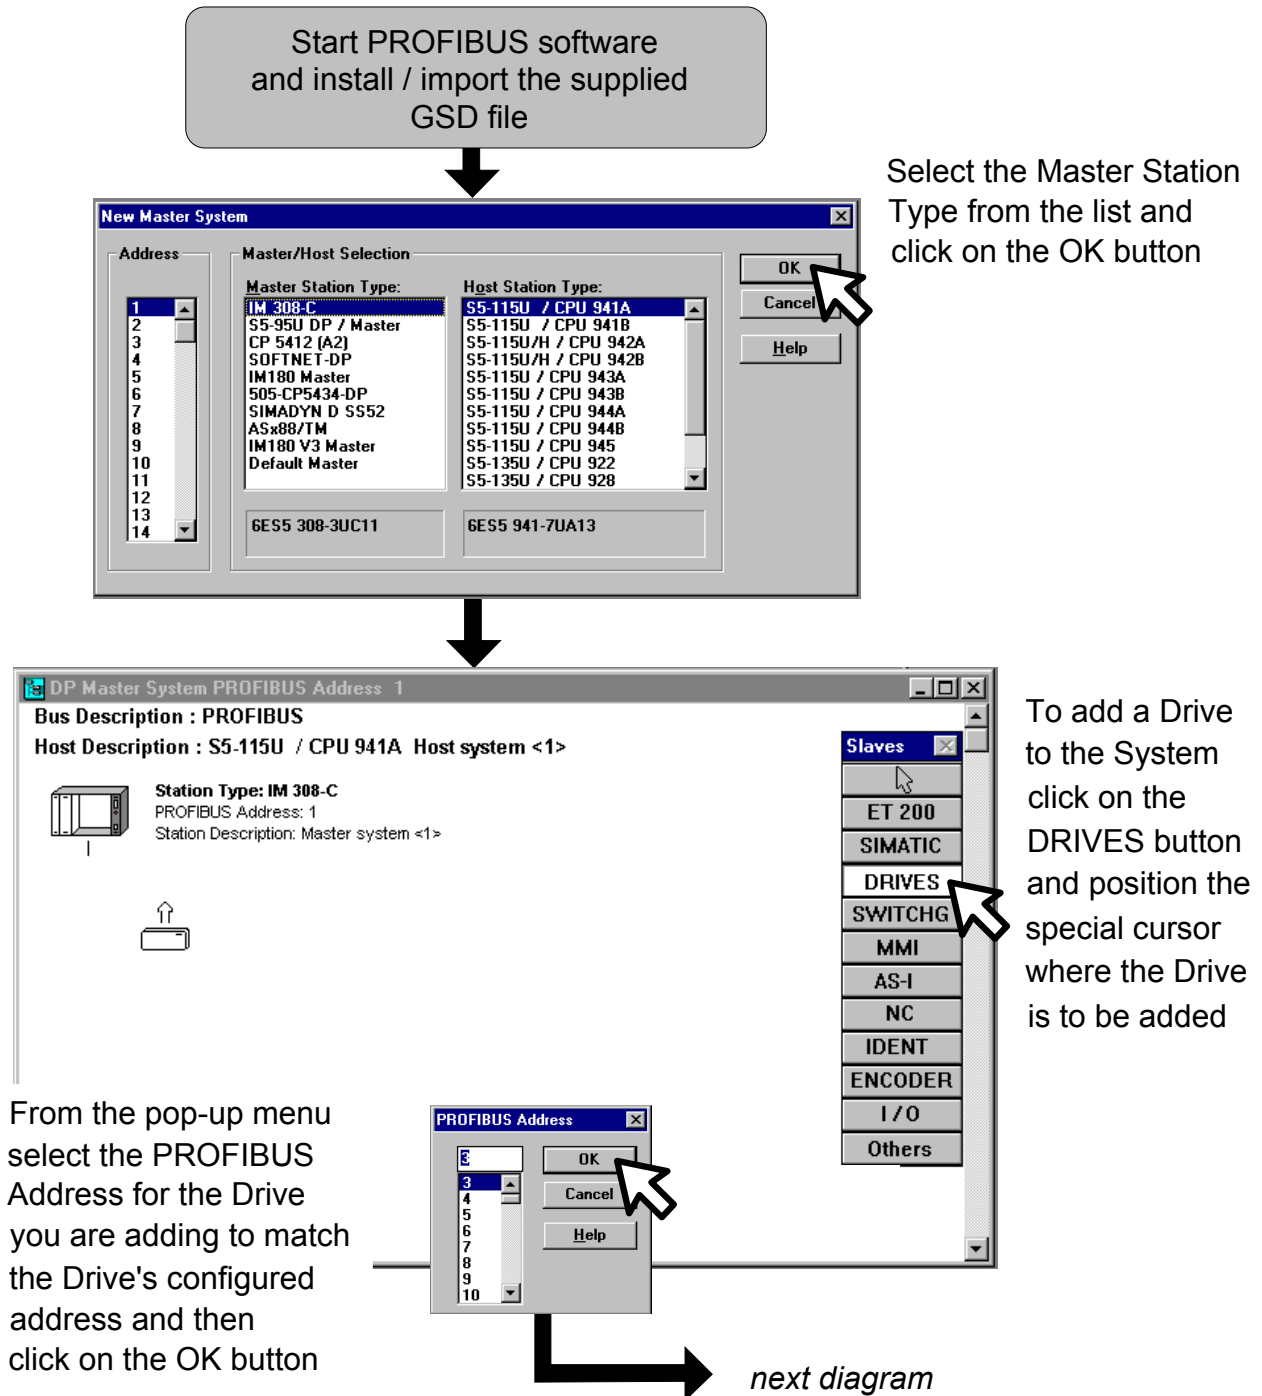 Start PROFIBUS software
and install / import the supplied
GSD file
Select the Master Station
Type from the list and
click on the OK button
New Master System
Address
1
2
3
4
5
6
7
8
9
10
11
12
13
14
Master/Host Selection
Master Station Type:
IM 308-C
S5-95U DP / Master
CP 5412 (A2)
SOFTNET-DP
IM180 Master
505-CP5434-DP
SIMADYN D SS52
ASx88/TM
IM180 V3 Master
Default Master
6ES5 308-3UC11
Host Station Type:
S5-115U / CPU 941A
S5-115U / CPU 941B
S5-115U/H / CPU 942A
S5-115U/H / CPU 942B
S5-115U / CPU 943A
S5-115U / CPU 943B
S5-115U / CPU 944A
S5-115U / CPU 944B
S5-115U / CPU 945
S5-135U / CPU 922
S5-135U / CPU 928
6ES5 941-7UA13
OK
Cancel
Help
DP Master System PROFIBUS Address 1
Bus Description : PROFIBUS
Host Description : S5-115U / CPU 941A Host system <1>
Station Type: IM 308-C
PROFIBUS Address: 1
Station Description: Master system <1>
Slaves
ET 200
SIMATIC
DRIVES
SWITCHG
MMI
AS-I
NC
IDENT
ENCODER
I / O
Others
To add a Drive
to the System
click on the
DRIVES button
and position the
special cursor
where the Drive
is to be added
From the pop-up menu
select the PROFIBUS
Address for the Drive
you are adding to match
the Drive's configured
address and then
click on the OK button
PROFIBUS Address
3
3
4
5
6
7
8
9
10
OK
Cancel
Help
next diagram